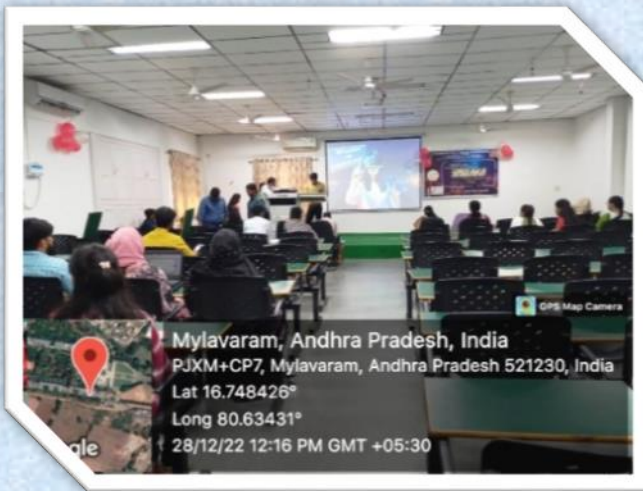 GPS Map Camera
Mylavaram, Andhra Pradesh, India
PJXM+CP7, Mylavaram, Andhra Pradesh 521230, India
Lat 16.748426°
Long 80.63431°
28/12/22 12:16 PM GMT +05:30
gle